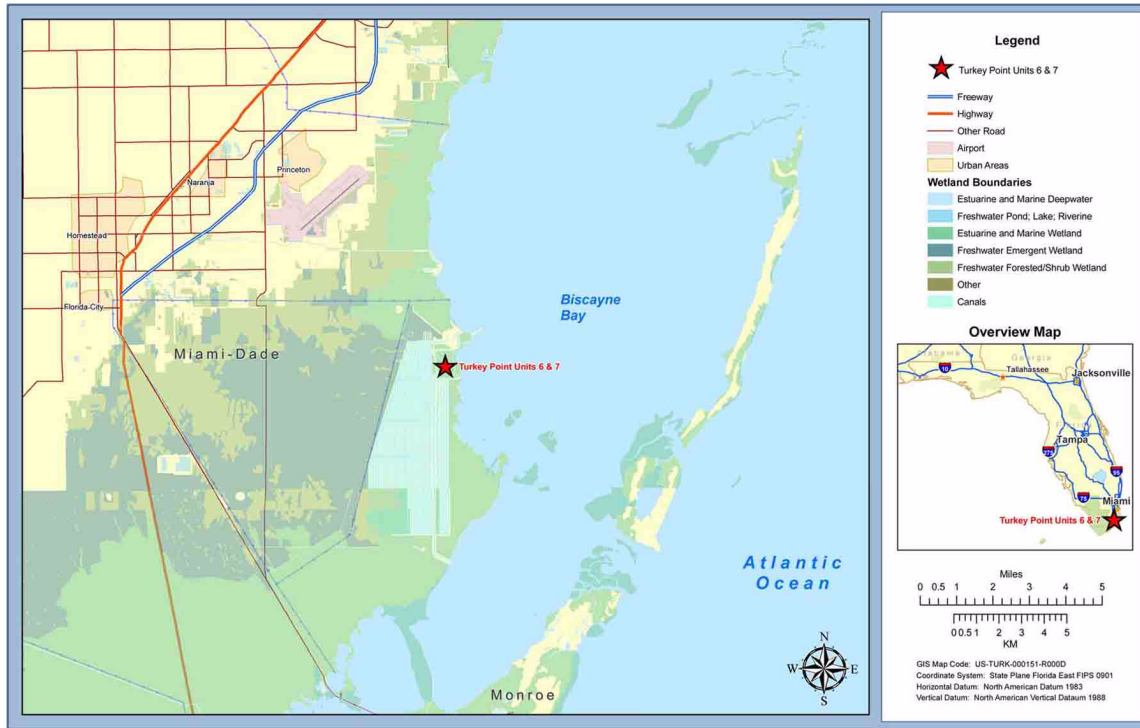 Princeton
Naranja
Homestead
Florida City
Miami-Dade
Biscayne
Bay
Turkey Point Units 6 & 7
Atlantic
Ocean
Monroe
N
W
E
S
Legend
Turkey Point Units 6 & 7
Freeway
Highway
Other Road
Airport
Urban Areas
Wetland Boundaries
Estuarine and Marine Deepwater
Freshwater Pond; Lake; Riverine
Estuarine and Marine Wetland
Freshwater Emergent Wetland
Freshwater Forested/Shrub Wetland
Other
Canals
Overview Map
Alabama
Georgia
10
Tallahassee
Jacksonville
Tampa
275
95
75
Miami
Turkey Point Units 6 & 7
Miles
0 0.5 1 2 3 4 5
0 0.5 1 2 3 4 5
KM
GIS Map Code: US-TURK-000151-R000D
Coordinate System: State Plane Florida East FIPS 0901
Horizontal Datum: North American Datum 1983
Vertical Datum: North American Vertical Dataum 1988